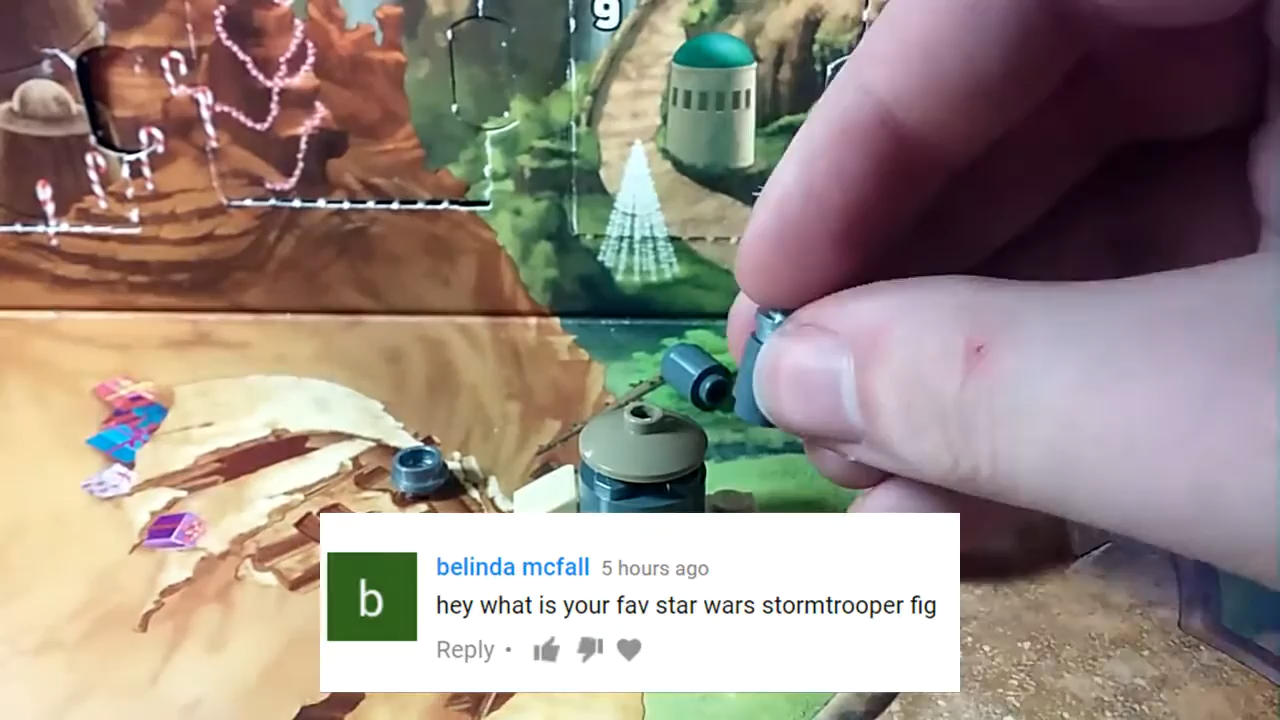 9
b
belinda mcfall 5 hours ago
hey what is your fav star wars stormtrooper fig
Reply •